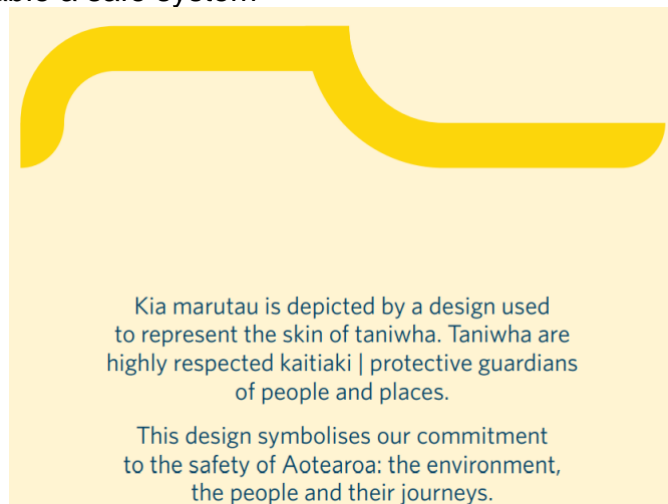 a safe system
Kia marutau is depicted by a design used
to represent the skin of taniwha. Taniwha are
highly respected kaitiaki | protective guardians
of people and places.
This design symbolises our commitment
to the safety of Aotearoa: the environment,
the people and their journeys.